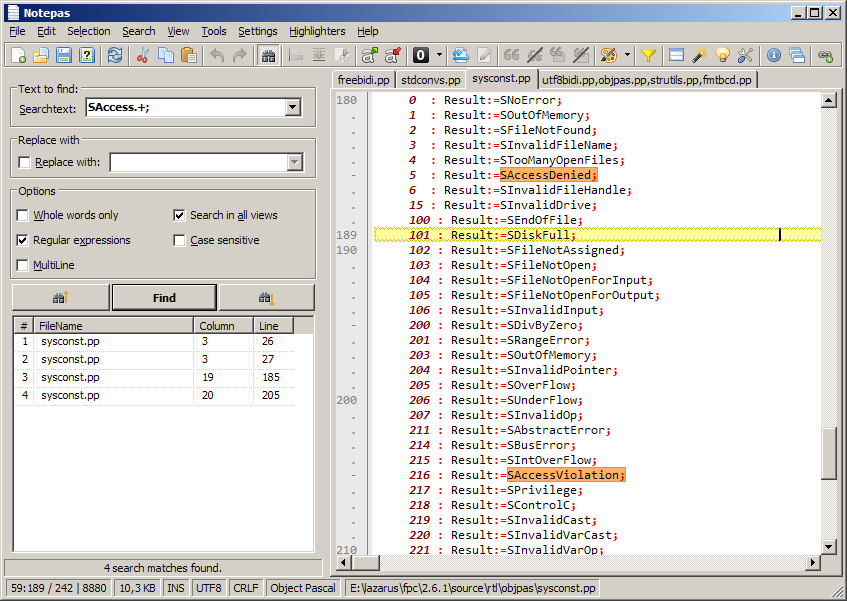 Notepas
File Edit Selection Search View Tools Settings Highlighters Help
0
Text to find:
Searchtext: SAccess.+;
Replace with
Replace with:
Options
Whole words only Search in all views
Regular expressions Case sensitive
MultiLine
Find
# FileName Column Line
1 sysconst.pp 3 26
2 sysconst.pp 3 27
3 sysconst.pp 19 185
4 sysconst.pp 20 205
4 search matches found.
freebidi.pp stdconvs.pp sysconst.pp utf8bidi.pp,objpas.pp,strutils.pp,fmtbcd.pp
180 0 : Result:=SNoError;
. 1 : Result:=SOutOfMemory;
. 2 : Result:=SFileNotFound;
. 3 : Result:=SInvalidFileName;
. 4 : Result:=STooManyOpenFiles;
- 5 : Result:=SAccessDenied;
. 6 : Result:=SInvalidFileHandle;
. 15 : Result:=SInvalidDrive;
. 100 : Result:=SEndOfFile;
189 101 : Result:=SDiskFull;
190 102 : Result:=SFileNotAssigned;
. 103 : Result:=SFileNotOpen;
. 104 : Result:=SFileNotOpenForInput;
. 105 : Result:=SFileNotOpenForOutput;
. 106 : Result:=SInvalidInput;
- 200 : Result:=SDivByZero;
. 201 : Result:=SRangeError;
. 203 : Result:=SOutOfMemory;
. 204 : Result:=SInvalidPointer;
. 205 : Result:=SOverFlow;
200 206 : Result:=SUnderFlow;
. 207 : Result:=SInvalidOp;
. 211 : Result:=SAbstractError;
. 214 : Result:=SBusError;
. 215 : Result:=SIntOverFlow;
- 216 : Result:=SAccessViolation;
. 217 : Result:=SPrivilege;
. 218 : Result:=SControlC;
. 219 : Result:=SInvalidCast;
. 220 : Result:=SInvalidVarCast;
210 221 : Result:=SInvalidVarOp;
59:189 / 242 | 8880 10,3 KB INS UTF8 CRLF Object Pascal E:\lazarus\fpc\2.6.1\source\rtl\objpas\sysconst.pp